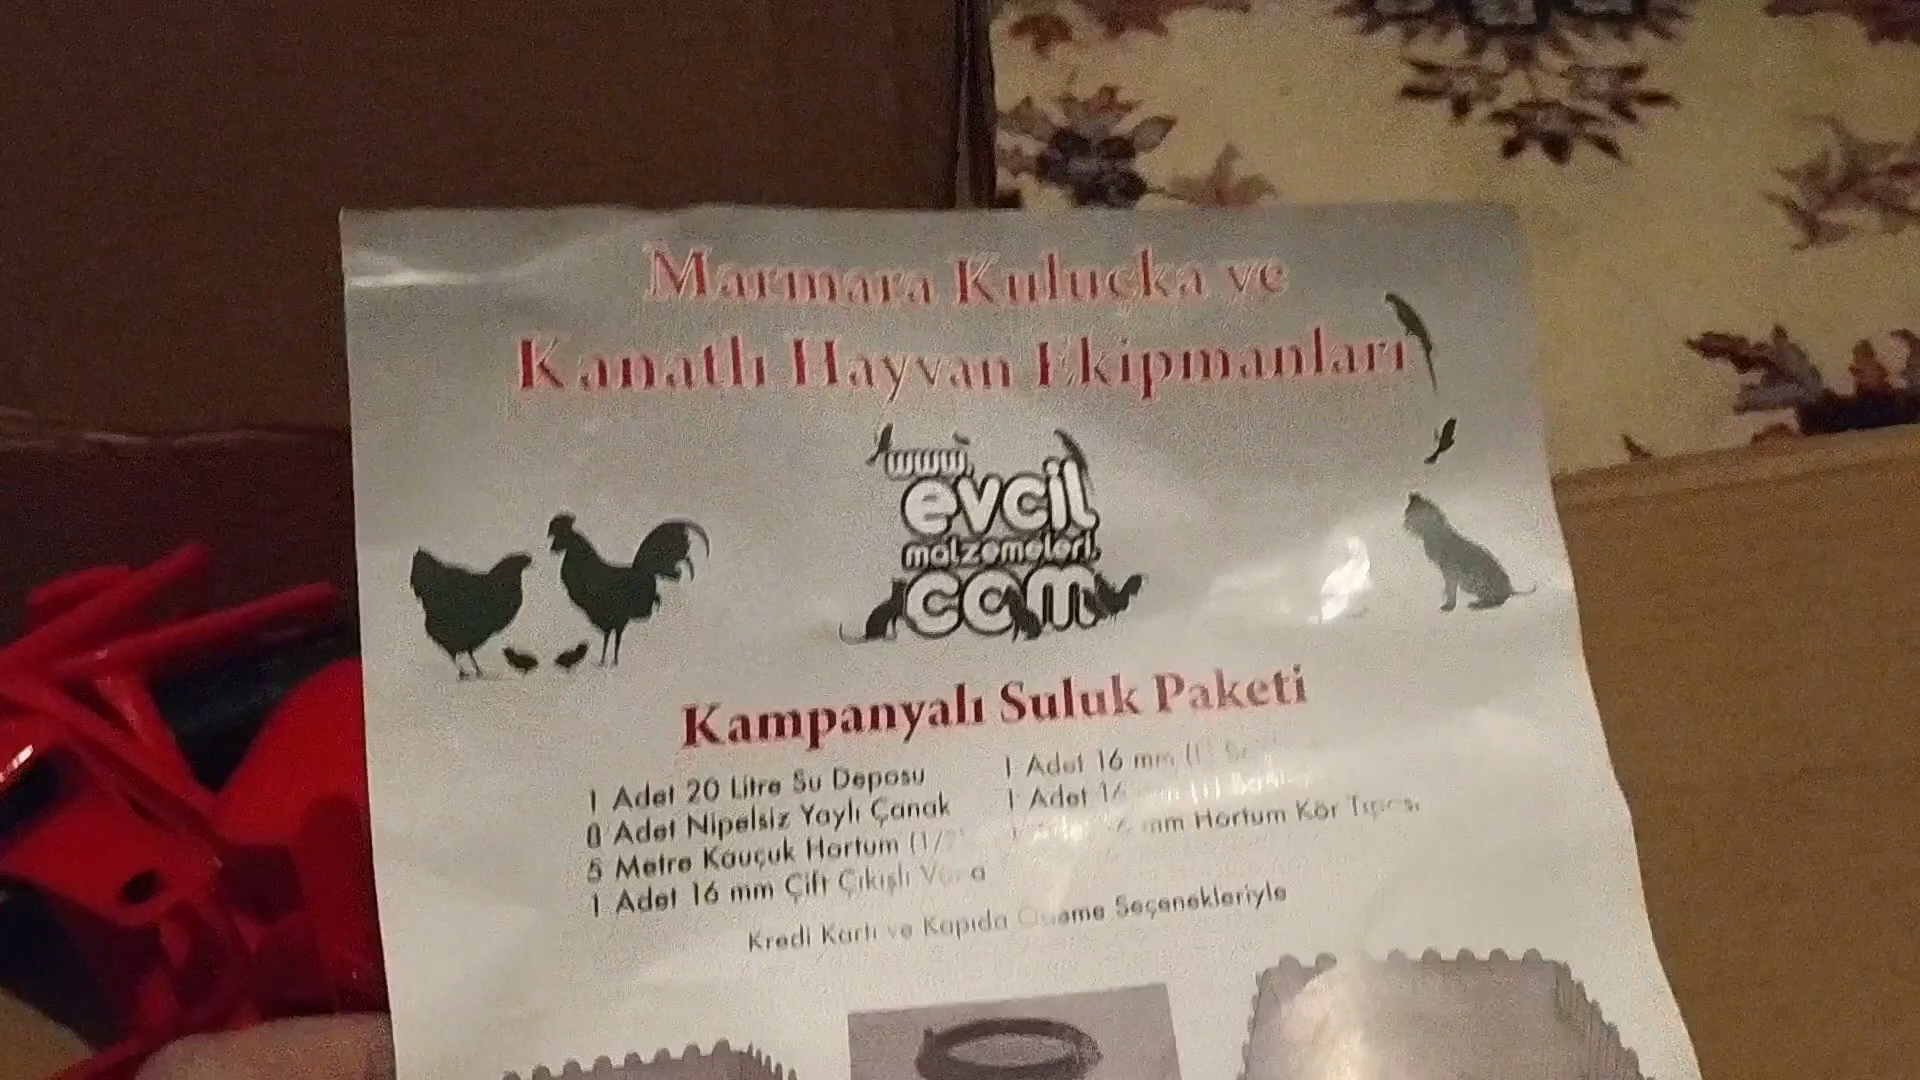 Marmara Kuluçka ve
Kanatlı Hayvan Ekipmanları
www.
evcil
malzemeleri.
com
Kampanyalı Suluk Paketi
1 Adet 20 Litre Su Deposu
8 Adet Nipelsiz Yaylı Çanak
5 Metre Kauçuk Hortum
1 Adet 16 mm Çift Çıkışlı
1 Adet 16 mm
1 Adet
mm Hortum Kör
Kredi Kartı ve Kapıda Ödeme Seçenekleriyle